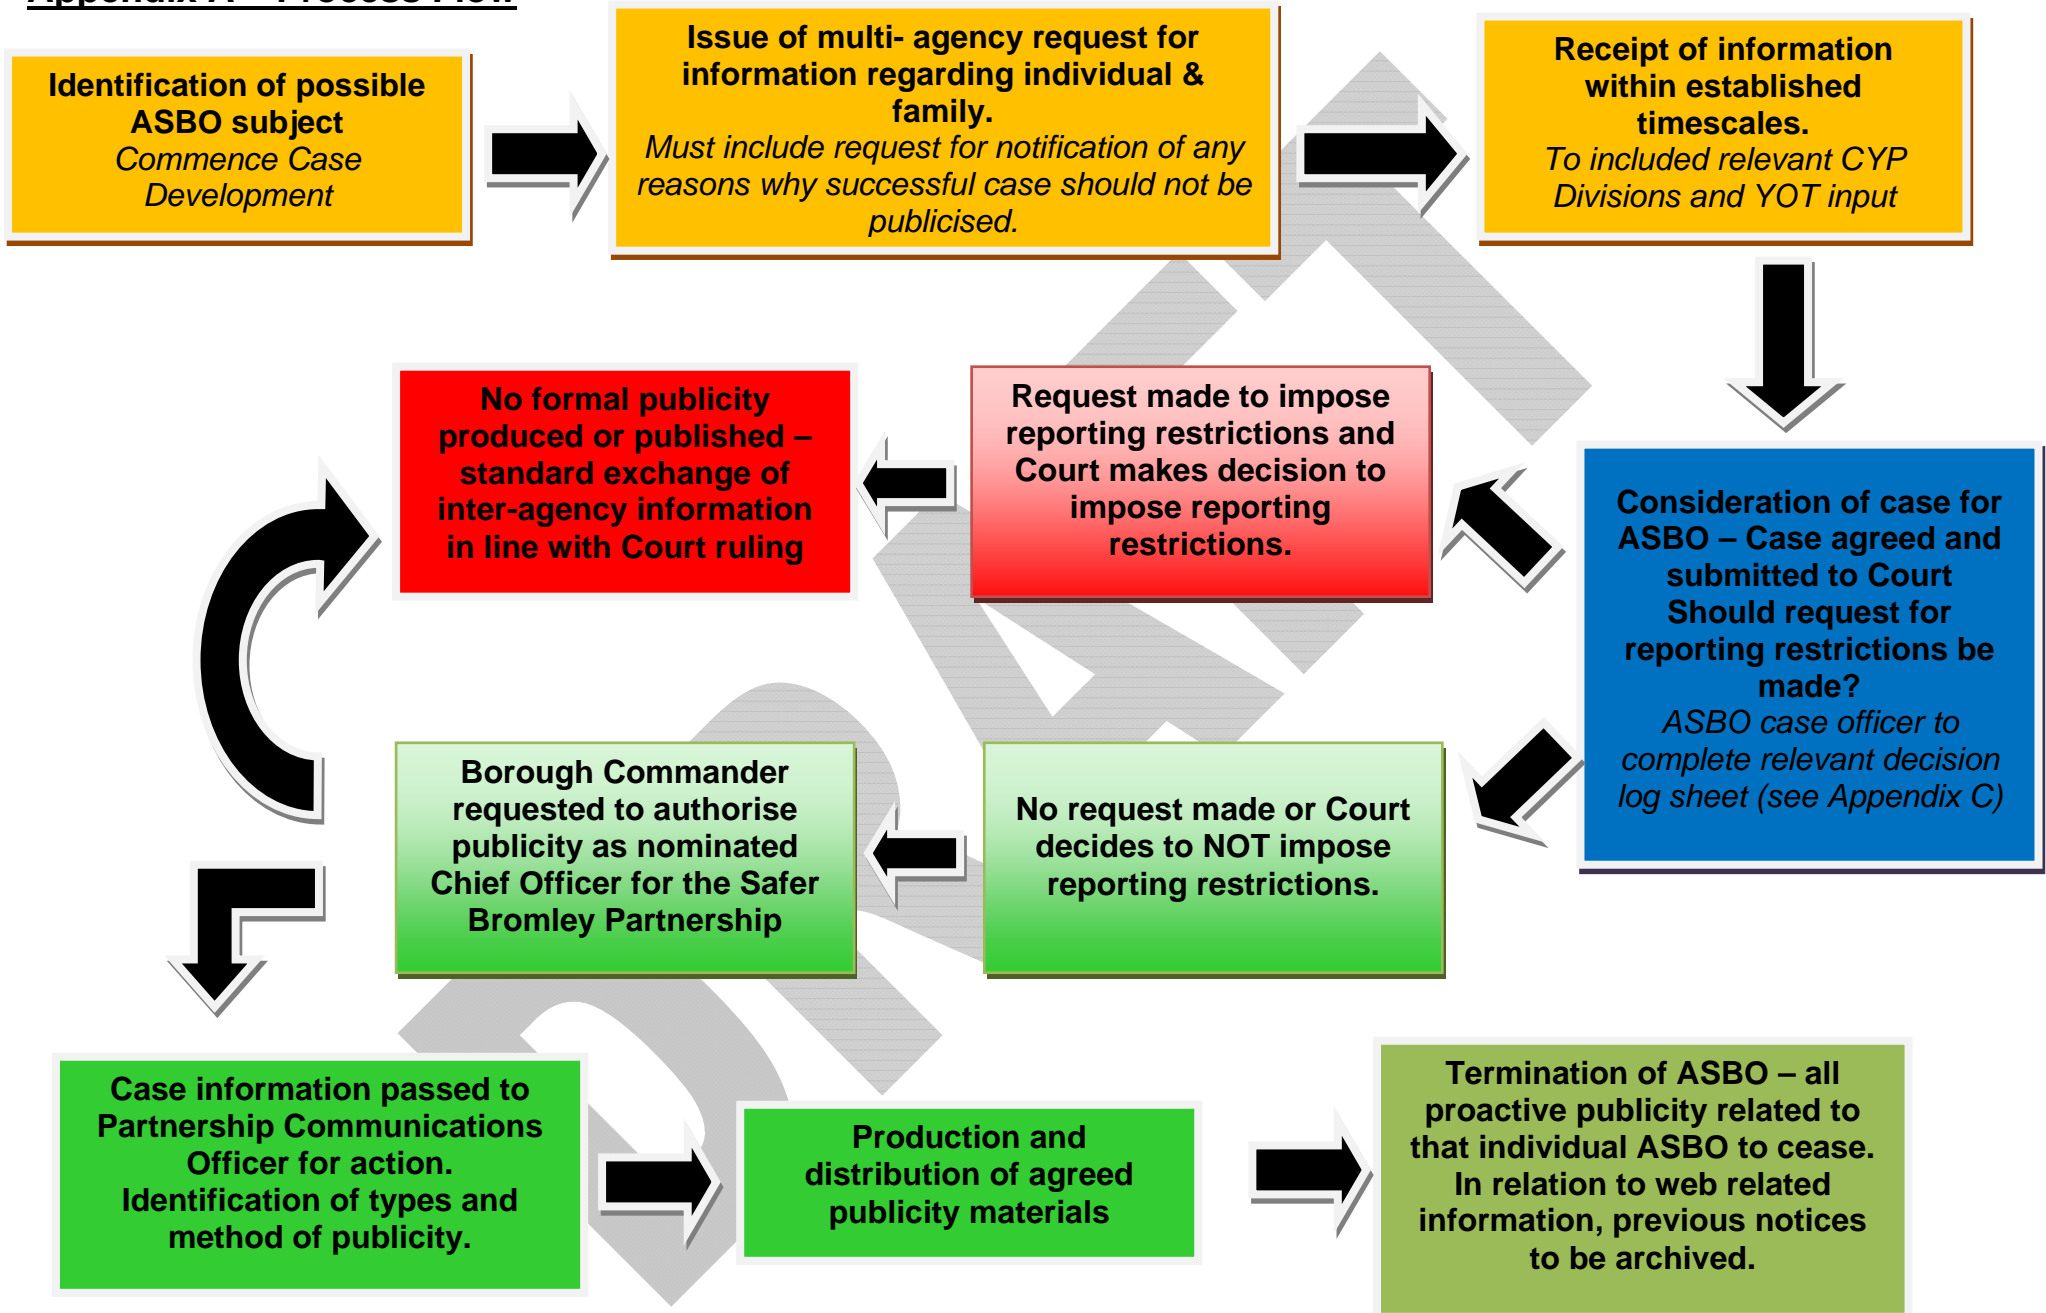 Appendix A – Process Flow
Identification of possible
ASBO subject
Commence Case
Development
Issue of multi- agency request for
information regarding individual &
family.
Must include request for notification of any
reasons why successful case should not be
publicised.
Receipt of information
within established
timescales.
To included relevant CYP
Divisions and YOT input
Consideration of case for
ASBO – Case agreed and
submitted to Court
Should request for
reporting restrictions be
made?
ASBO case officer to
complete relevant decision
log sheet (see Appendix C)
Request made to impose
reporting restrictions and
Court makes decision to
impose reporting
restrictions.
No formal publicity
produced or published –
standard exchange of
inter-agency information
in line with Court ruling
No request made or Court
decides to NOT impose
reporting restrictions.
Borough Commander
requested to authorise
publicity as nominated
Chief Officer for the Safer
Bromley Partnership
Case information passed to
Partnership Communications
Officer for action.
Identification of types and
method of publicity.
Production and
distribution of agreed
publicity materials
Termination of ASBO – all
proactive publicity related to
that individual ASBO to cease.
In relation to web related
information, previous notices
to be archived.
DRAFT